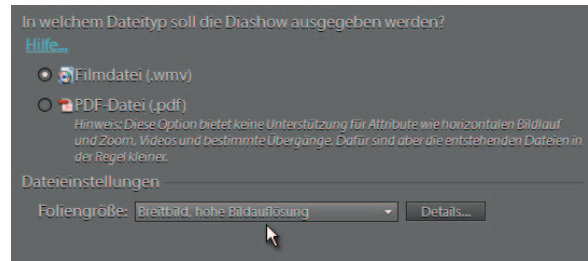 In welchem Dateityp soll die Diashow ausgegeben werden?
Hilfe...
Filmdatei (.wmv)
PDF-Datei (.pdf)
Hinweis: Diese Option bietet keine Unterstützung für Attribute wie horizontalen Bildlauf
und Zoom, Videos und bestimmte Übergänge. Dafür sind aber die entstehenden Dateien in
der Regel kleiner.
Dateieinstellungen
Foliengröße: Breitbild, hohe Bildauflösung Details...